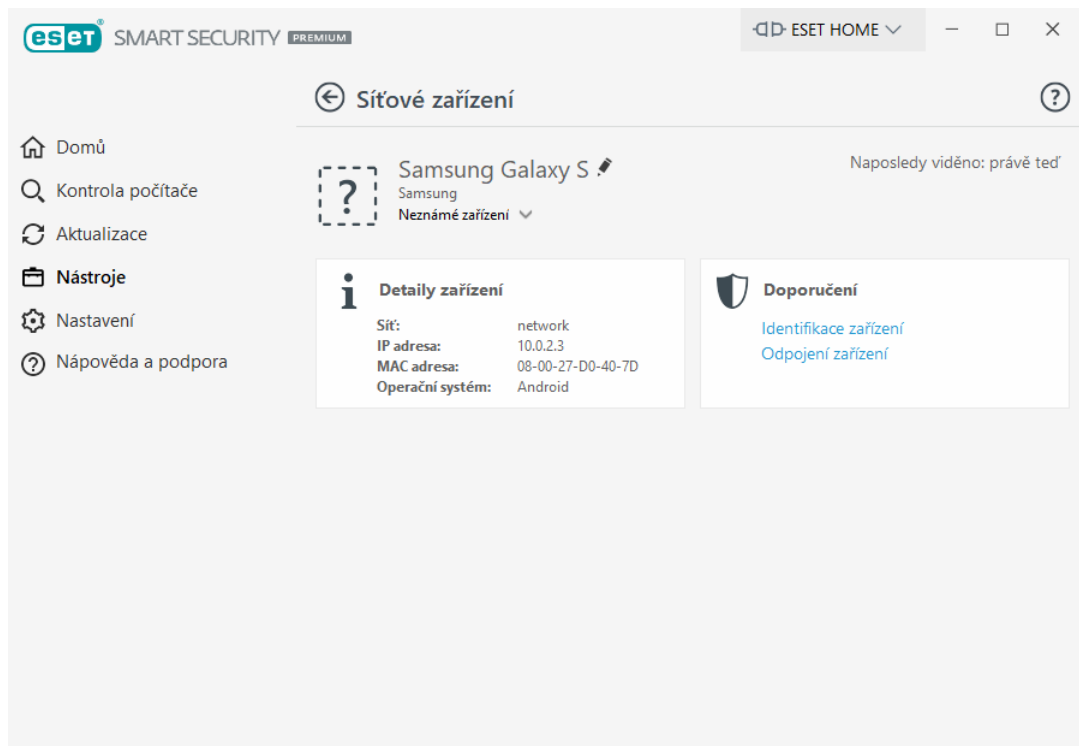 eset® SMART SECURITY PREMIUM
ESET HOME
Síťové zařízení
?
Domů
Kontrola počítače
Aktualizace
Nástroje
Nastavení
? Nápověda a podpora
?
Samsung Galaxy S
Samsung
Neznámé zařízení
Naposledy viděno: právě teď
i Detaily zařízení
Síť: network
IP adresa: 10.0.2.3
MAC adresa: 08-00-27-D0-40-7D
Operační systém: Android
Doporučení
Identifikace zařízení
Odpojení zařízení